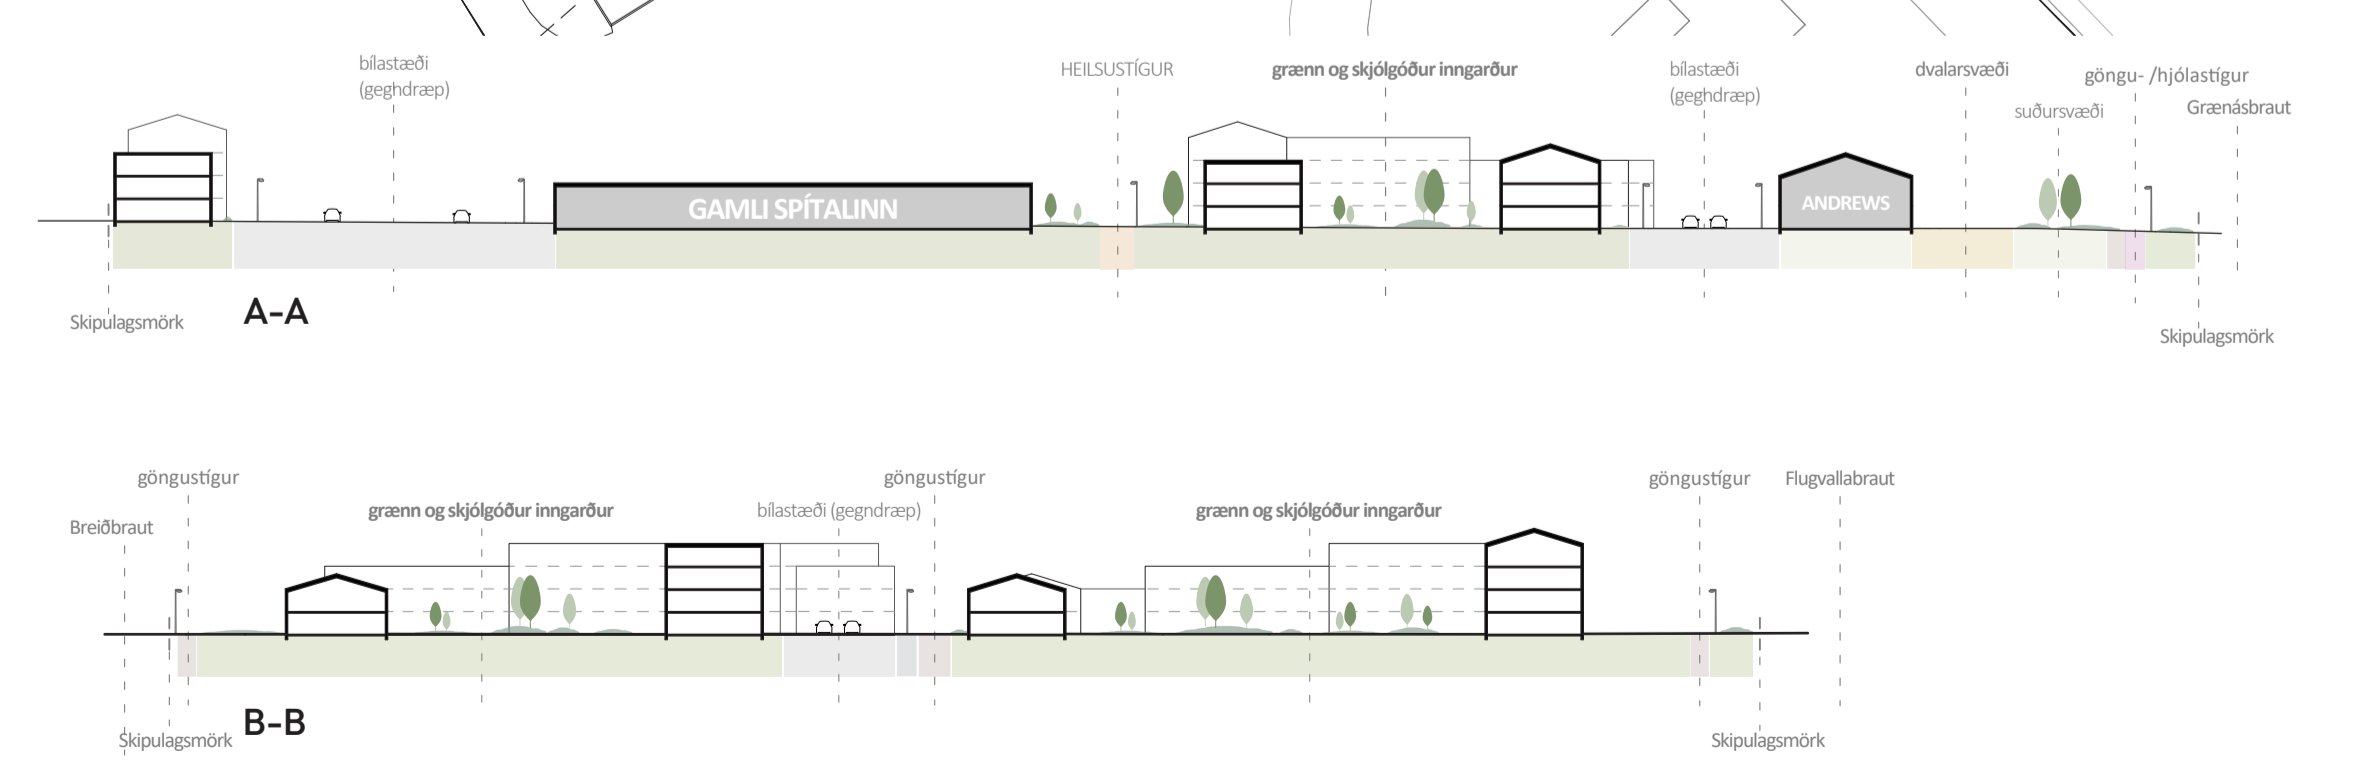 bílastæði
(geghdræp)
HEILSUSTÍGUR
grænn og skjólgóður inngarður
bílastæði
(geghdræp)
dvalarsvæði
göngu- /hjólastígur
suðursvæði
Grænásbraut
GAMLI SPÍTALINN
ANDREWS
Skipulagsmörk
A-A
Skipulagsmörk
göngustígur
göngustígur
göngustígur
Flugvallabraut
Breiðbraut
grænn og skjólgóður inngarður
bílastæði (gegndræp)
grænn og skjólgóður inngarður
Skipulagsmörk
B-B
Skipulagsmörk